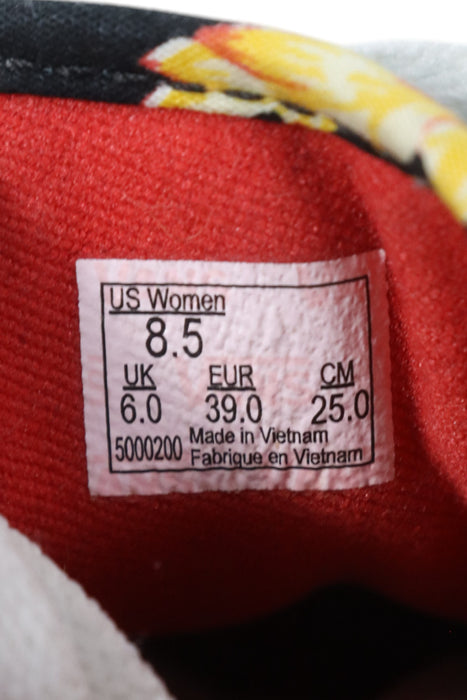 US Women
8.5
UK EUR CM
6.0 39.0 25.0
5000200 Made in Vietnam
Fabrique en Vietnam